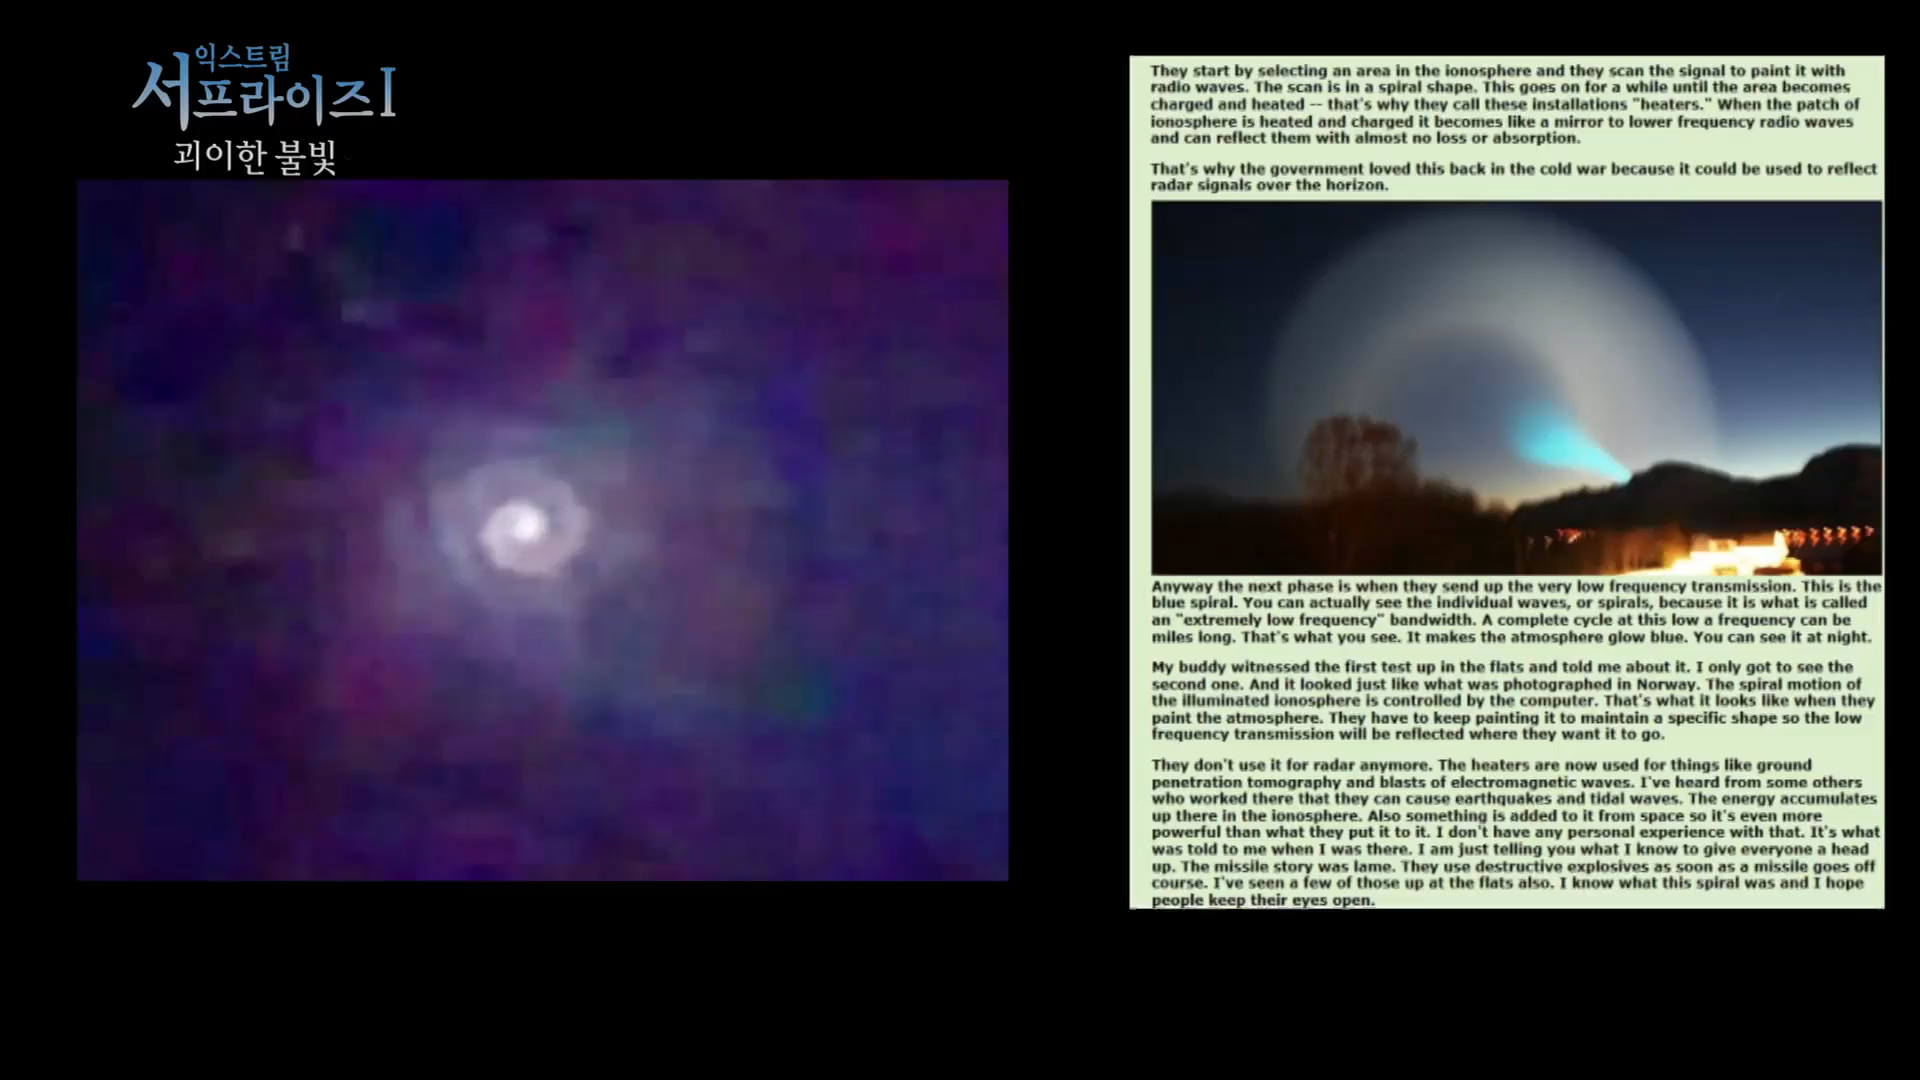 익스트림
서프라이즈 I
괴이한 불빛
They start by selecting an area in the ionosphere and they scan the signal to paint it with
radio waves. The scan is in a spiral shape. This goes on for a while until the area becomes
charged and heated -- that's why they call these installations "heaters." When the patch of
ionosphere is heated and charged it becomes like a mirror to lower frequency radio waves
and can reflect them with almost no loss or absorption.
That's why the government loved this back in the cold war because it could be used to reflect
radar signals over the horizon.
Anyway the next phase is when they send up the very low frequency transmission. This is the
blue spiral. You can actually see the individual waves, or spirals, because it is what is called
an "extremely low frequency" bandwidth. A complete cycle at this low a frequency can be
miles long. That's what you see. It makes the atmosphere glow blue. You can see it at night.
My buddy witnessed the first test up in the flats and told me about it. I only got to see the
second one. And it looked just like what was photographed in Norway. The spiral motion of
the illuminated ionosphere is controlled by the computer. That's what it looks like when they
paint the atmosphere. They have to keep painting it to maintain a specific shape so the low
frequency transmission will be reflected where they want it to go.
They don't use it for radar anymore. The heaters are now used for things like ground
penetration tomography and blasts of electromagnetic waves. I've heard from some others
who worked there that they can cause earthquakes and tidal waves. The energy accumulates
up there in the ionosphere. Also something is added to it from space so it's even more
powerful than what they put it to it. I don't have any personal experience with that. It's what
was told to me when I was there. I am just telling you what I know to give everyone a head
up. The missile story was lame. They use destructive explosives as soon as a missile goes off
course. I've seen a few of those up at the flats also. I know what this spiral was and I hope
people keep their eyes open.